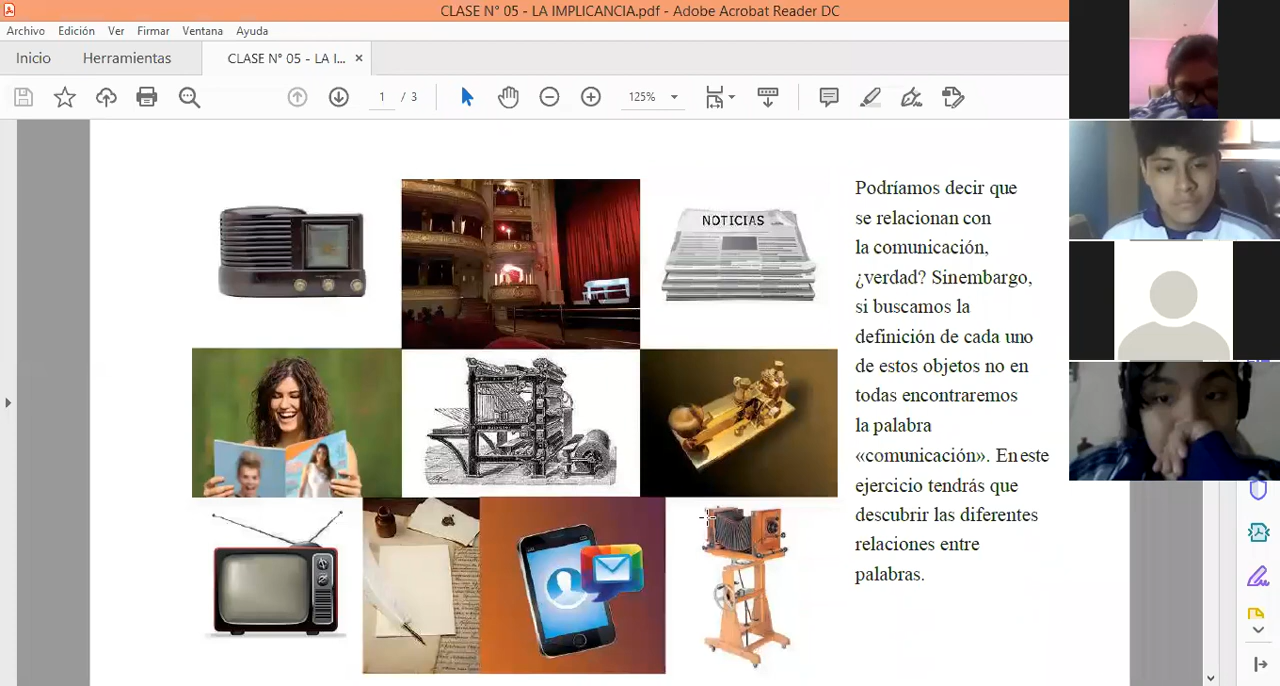 CLASE N° 05 - LA IMPLICANCIA.pdf - Adobe Acrobat Reader DC
Archivo Edición Ver Firmar Ventana Ayuda
Inicio Herramientas CLASE N° 05 - LA I... ×
1 / 3 125%
NOTICIAS
Podríamos decir que
se relacionan con
la comunicación,
¿verdad? Sinembargo,
si buscamos la
definición de cada uno
de estos objetos no en
todas encontraremos
la palabra
«comunicación». En este
ejercicio tendrás que
descubrir las diferentes
relaciones entre
palabras.